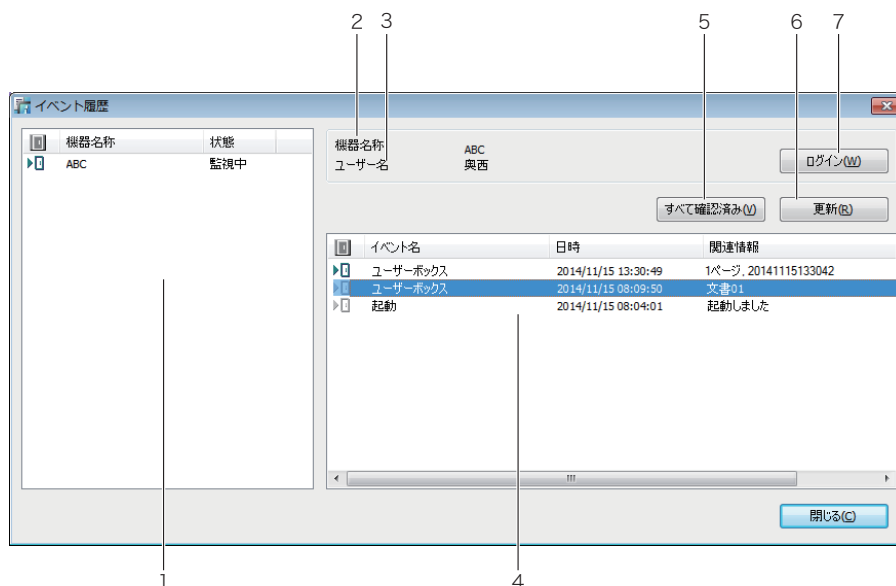 2 3 5 6 7
イベント履歴
機器名称 状態
ABC 監視中
機器名称 ABC
ユーザー名 奥西
ログイン(W)
すべて確認済み(V) 更新(R)
イベント名 日時 関連情報
ユーザーボックス 2014/11/15 13:30:49 1ページ, 20141115133042
ユーザーボックス 2014/11/15 08:09:50 文書01
起動 2014/11/15 08:04:01 起動しました
閉じる(C)
1 4